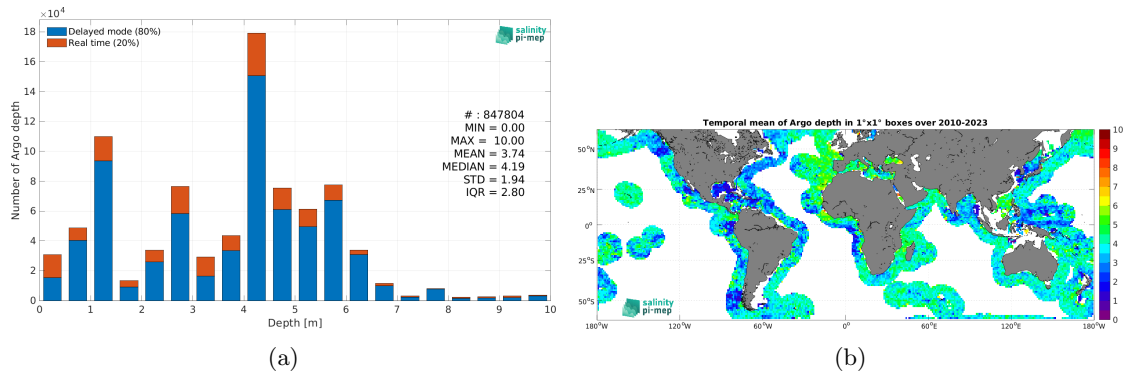 ×10⁴
18
16
14
12
10
8
6
4
2
0
Number of Argo depth
Delayed mode (80%)
Real time (20%)
salinity
pi-mep
# : 847804
MIN = 0.00
MAX = 10.00
MEAN = 3.74
MEDIAN = 4.19
STD = 1.94
IQR = 2.80
0 1 2 3 4 5 6 7 8 9 10
Depth [m]
(a)
Temporal mean of Argo depth in 1°x1° boxes over 2010-2023
50°N
25°N
0°
25°S
50°S
180°W 120°W 60°W 0° 60°E 120°E 180°W
salinity
pi-mep
10
9
8
7
6
5
4
3
2
1
0
(b)